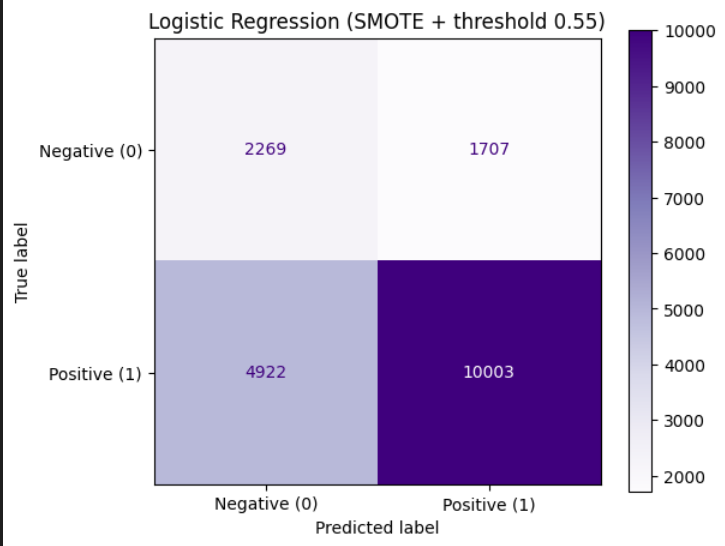 Logistic Regression (SMOTE + threshold 0.55)
True label
Negative (0)
2269
1707
Positive (1)
4922
10003
Negative (0)
Positive (1)
Predicted label
10000
9000
8000
7000
6000
5000
4000
3000
2000